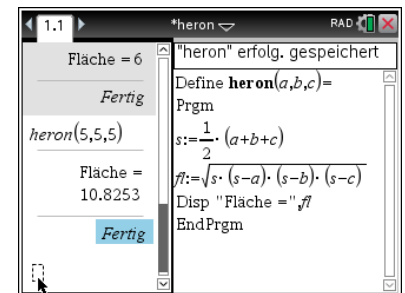 1.1 *heron RAD
Fläche = 6
Fertig
heron(5,5,5)
Fläche =
10.8253
Fertig
"heron" erfolg. gespeichert
Define heron(a,b,c)=
Prgm
s:=1/2·(a+b+c)
fl:=√s·(s−a)·(s−b)·(s−c)
Disp "Fläche =",fl
EndPrgm